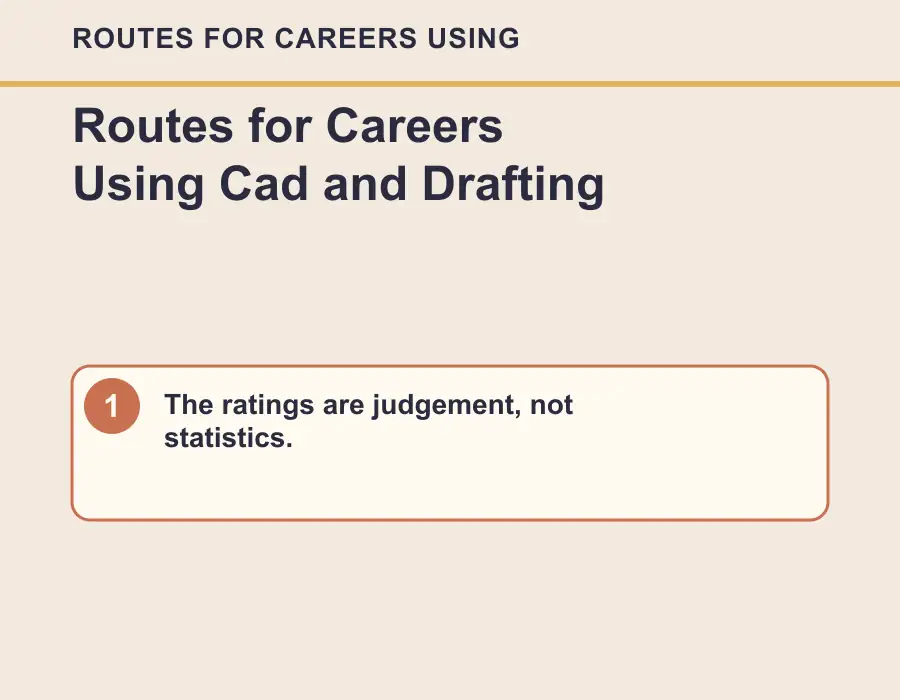 ROUTES FOR CAREERS USING
Routes for Careers
Using Cad and Drafting
1
The ratings are judgement, not
statistics.